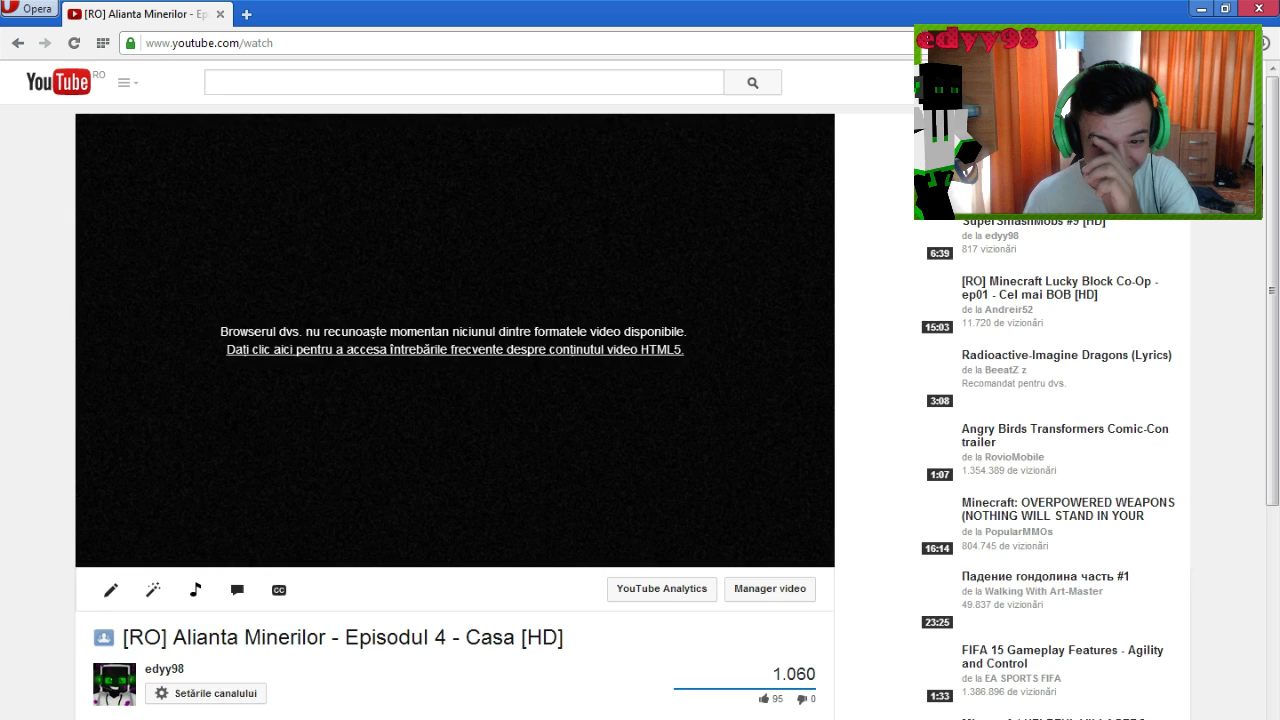 Opera
[RO] Alianta Minerilor - Ep
www.youtube.com/watch
edyy98
YouTube RO
SuperSmashMobs #9 [HD]
de la edyy98
817 vizionări
6:39
[RO] Minecraft Lucky Block Co-Op -
ep01 - Cel mai BOB [HD]
de la Andreir52
11.720 de vizionări
15:03
Radioactive-Imagine Dragons (Lyrics)
de la BeeatZ z
Recomandat pentru dvs.
3:08
Angry Birds Transformers Comic-Con
trailer
de la RovioMobile
1.354.389 de vizionări
1:07
Minecraft: OVERPOWERED WEAPONS
(NOTHING WILL STAND IN YOUR
de la PopularMMOs
804.745 de vizionări
16:14
Падение гондолина часть #1
de la Walking With Art-Master
49.837 de vizionări
23:25
FIFA 15 Gameplay Features - Agility
and Control
de la EA SPORTS FIFA
1.386.896 de vizionări
1:33
Browserul dvs. nu recunoaște momentan niciunul dintre formatele video disponibile.
Dați clic aici pentru a accesa întrebările frecvente despre conținutul video HTML5.
CC
YouTube Analytics
Manager video
[RO] Alianta Minerilor - Episodul 4 - Casa [HD]
edyy98
Setările canalului
1.060
95
0